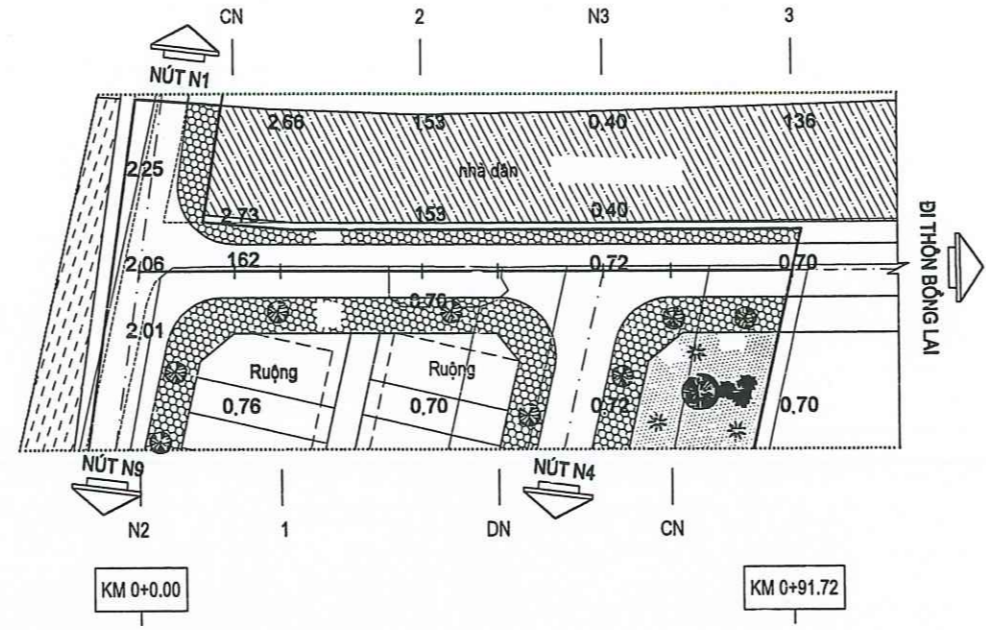 CN 2 N3 3
NÚT N1
2,66 153 0,40 136
2,25
nhà dân
2,73 153 0,40
ĐI THÔN BỒNG LAI
2,06 162 0,72 0,70
0,70
2,01
Ruộng Ruộng
0,76 0,70 0,72 0,70
NÚT N9 NÚT N4
N2 1 DN CN
KM 0+0.00 KM 0+91.72